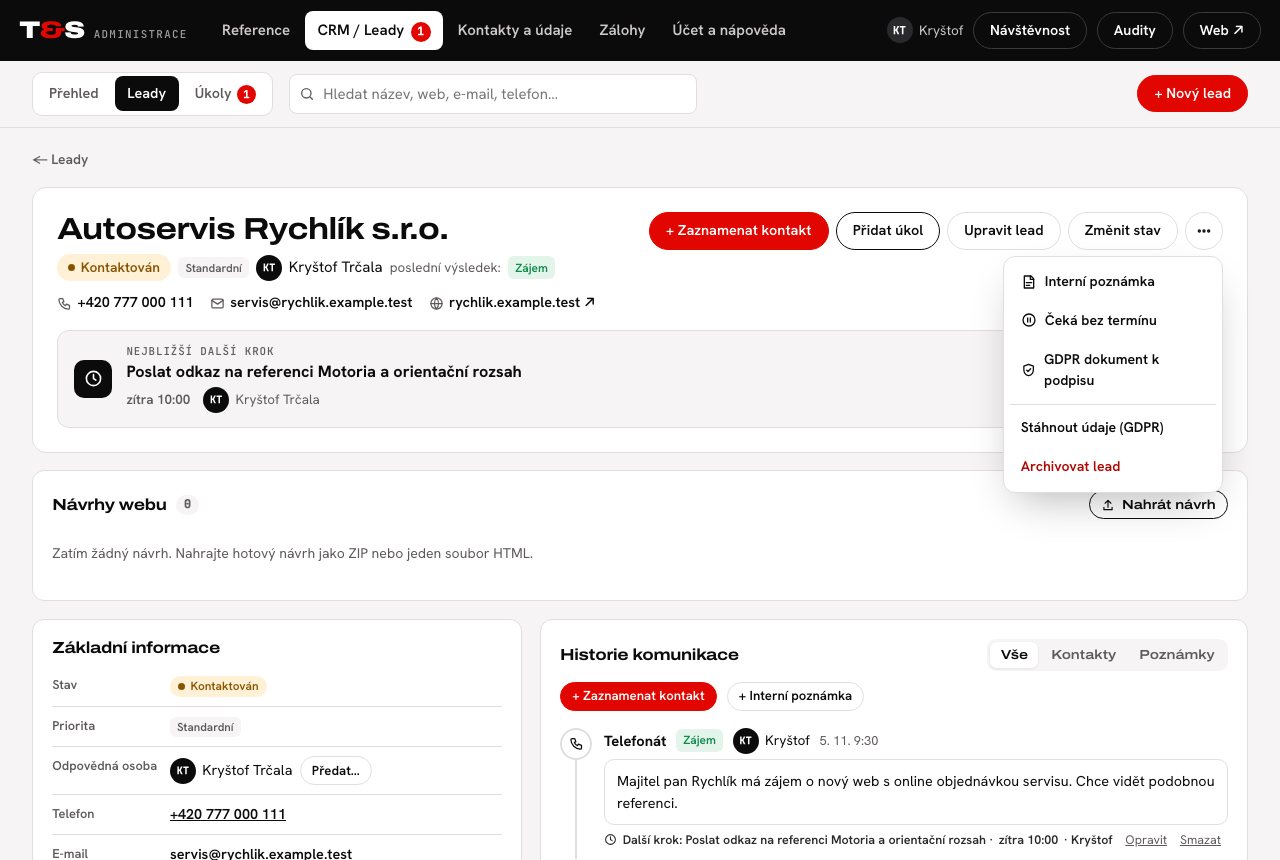 T&S ADMINISTRACE Reference CRM / Leady 1 Kontakty a údaje Zálohy Účet a nápověda KT Kryštof Návštěvnost Audity Web ↗
Přehled Leady Úkoly 1 Hledat název, web, e-mail, telefon… + Nový lead
← Leady
Autoservis Rychlík s.r.o. + Zaznamenat kontakt Přidat úkol Upravit lead Změnit stav •••
Kontaktován Standardní KT Kryštof Trčala poslední výsledek: Zájem
+420 777 000 111 servis@rychlik.example.test rychlik.example.test ↗
Interní poznámka
Čeká bez termínu
GDPR dokument k
podpisu
Stáhnout údaje (GDPR)
Archivovat lead
NEJBLIŽŠÍ DALŠÍ KROK
Poslat odkaz na referenci Motoria a orientační rozsah
zítra 10:00 KT Kryštof Trčala
Návrhy webu 0 Nahrát návrh
Zatím žádný návrh. Nahrajte hotový návrh jako ZIP nebo jeden soubor HTML.
Základní informace
Stav Kontaktován
Priorita Standardní
Odpovědná osoba KT Kryštof Trčala Předat…
Telefon +420 777 000 111
E-mail servis@rychlik.example.test
Historie komunikace Vše Kontakty Poznámky
+ Zaznamenat kontakt + Interní poznámka
Telefonát Zájem KT Kryštof 5. 11. 9:30
Majitel pan Rychlík má zájem o nový web s online objednávkou servisu. Chce vidět podobnou
referenci.
Další krok: Poslat odkaz na referenci Motoria a orientační rozsah · zítra 10:00 · Kryštof Upravit Smazat